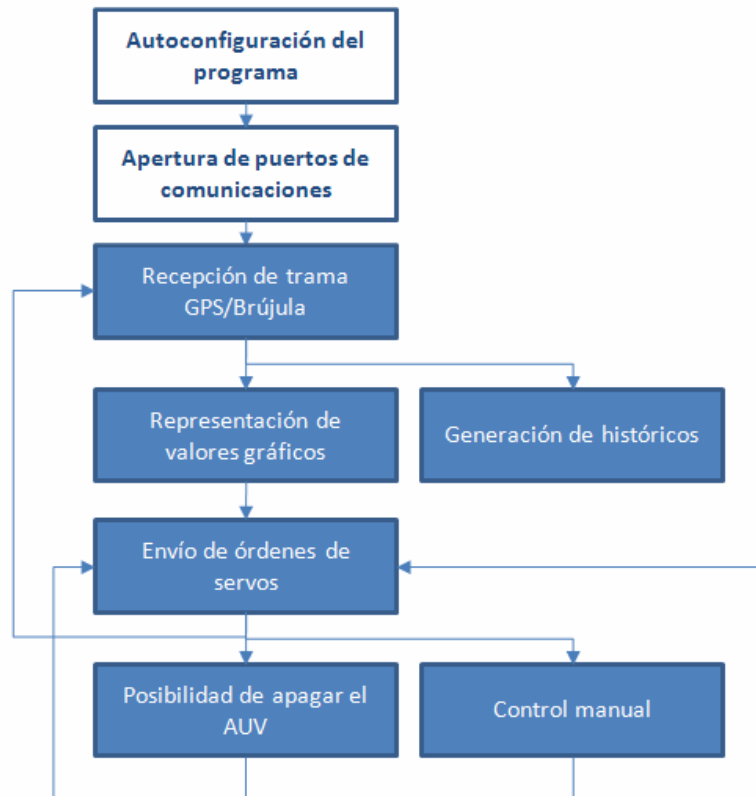 Autoconfiguración del
programa
Apertura de puertos de
comunicaciones
Recepción de trama
GPS/Brújula
Representación de
valores gráficos
Generación de históricos
Envío de órdenes de
servos
Posibilidad de apagar el
AUV
Control manual